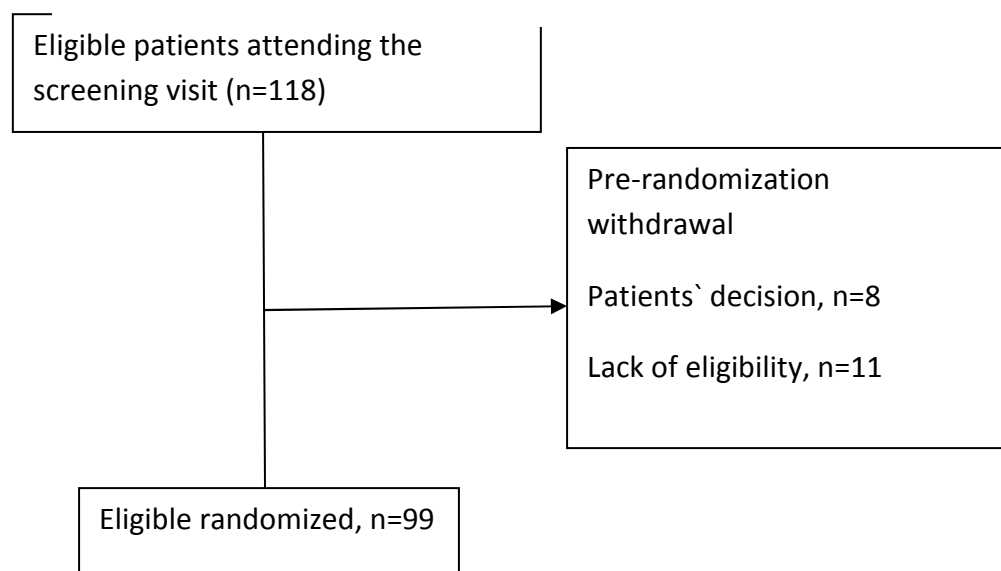 Eligible patients attending the
screening visit (n=118)
Pre-randomization
withdrawal
Patients` decision, n=8
Lack of eligibility, n=11
Eligible randomized, n=99